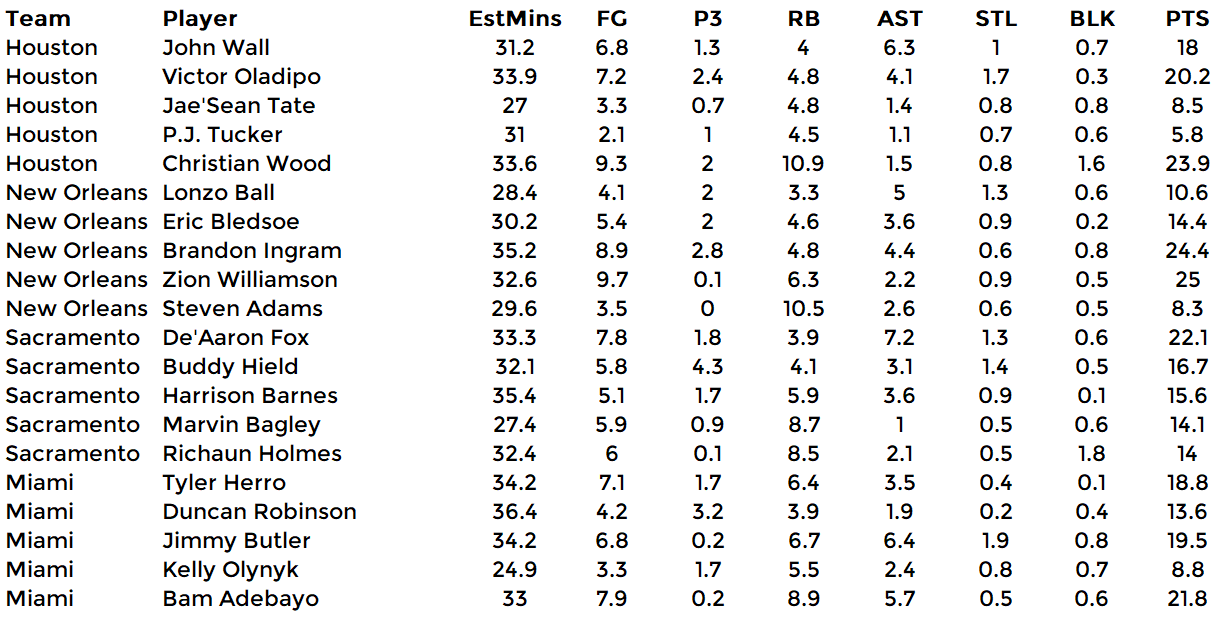 Team Player EstMins FG P3 RB AST STL BLK PTS
Houston John Wall 31.2 6.8 1.3 4 6.3 1 0.7 18
Houston Victor Oladipo 33.9 7.2 2.4 4.8 4.1 1.7 0.3 20.2
Houston Jae'Sean Tate 27 3.3 0.7 4.8 1.4 0.8 0.8 8.5
Houston P.J. Tucker 31 2.1 1 4.5 1.1 0.7 0.6 5.8
Houston Christian Wood 33.6 9.3 2 10.9 1.5 0.8 1.6 23.9
New Orleans Lonzo Ball 28.4 4.1 2 3.3 5 1.3 0.6 10.6
New Orleans Eric Bledsoe 30.2 5.4 2 4.6 3.6 0.9 0.2 14.4
New Orleans Brandon Ingram 35.2 8.9 2.8 4.8 4.4 0.6 0.8 24.4
New Orleans Zion Williamson 32.6 9.7 0.1 6.3 2.2 0.9 0.5 25
New Orleans Steven Adams 29.6 3.5 0 10.5 2.6 0.6 0.5 8.3
Sacramento De'Aaron Fox 33.3 7.8 1.8 3.9 7.2 1.3 0.6 22.1
Sacramento Buddy Hield 32.1 5.8 4.3 4.1 3.1 1.4 0.5 16.7
Sacramento Harrison Barnes 35.4 5.1 1.7 5.9 3.6 0.9 0.1 15.6
Sacramento Marvin Bagley 27.4 5.9 0.9 8.7 1 0.5 0.6 14.1
Sacramento Richaun Holmes 32.4 6 0.1 8.5 2.1 0.5 1.8 14
Miami Tyler Herro 34.2 7.1 1.7 6.4 3.5 0.4 0.1 18.8
Miami Duncan Robinson 36.4 4.2 3.2 3.9 1.9 0.2 0.4 13.6
Miami Jimmy Butler 34.2 6.8 0.2 6.7 6.4 1.9 0.8 19.5
Miami Kelly Olynyk 24.9 3.3 1.7 5.5 2.4 0.8 0.7 8.8
Miami Bam Adebayo 33 7.9 0.2 8.9 5.7 0.5 0.6 21.8